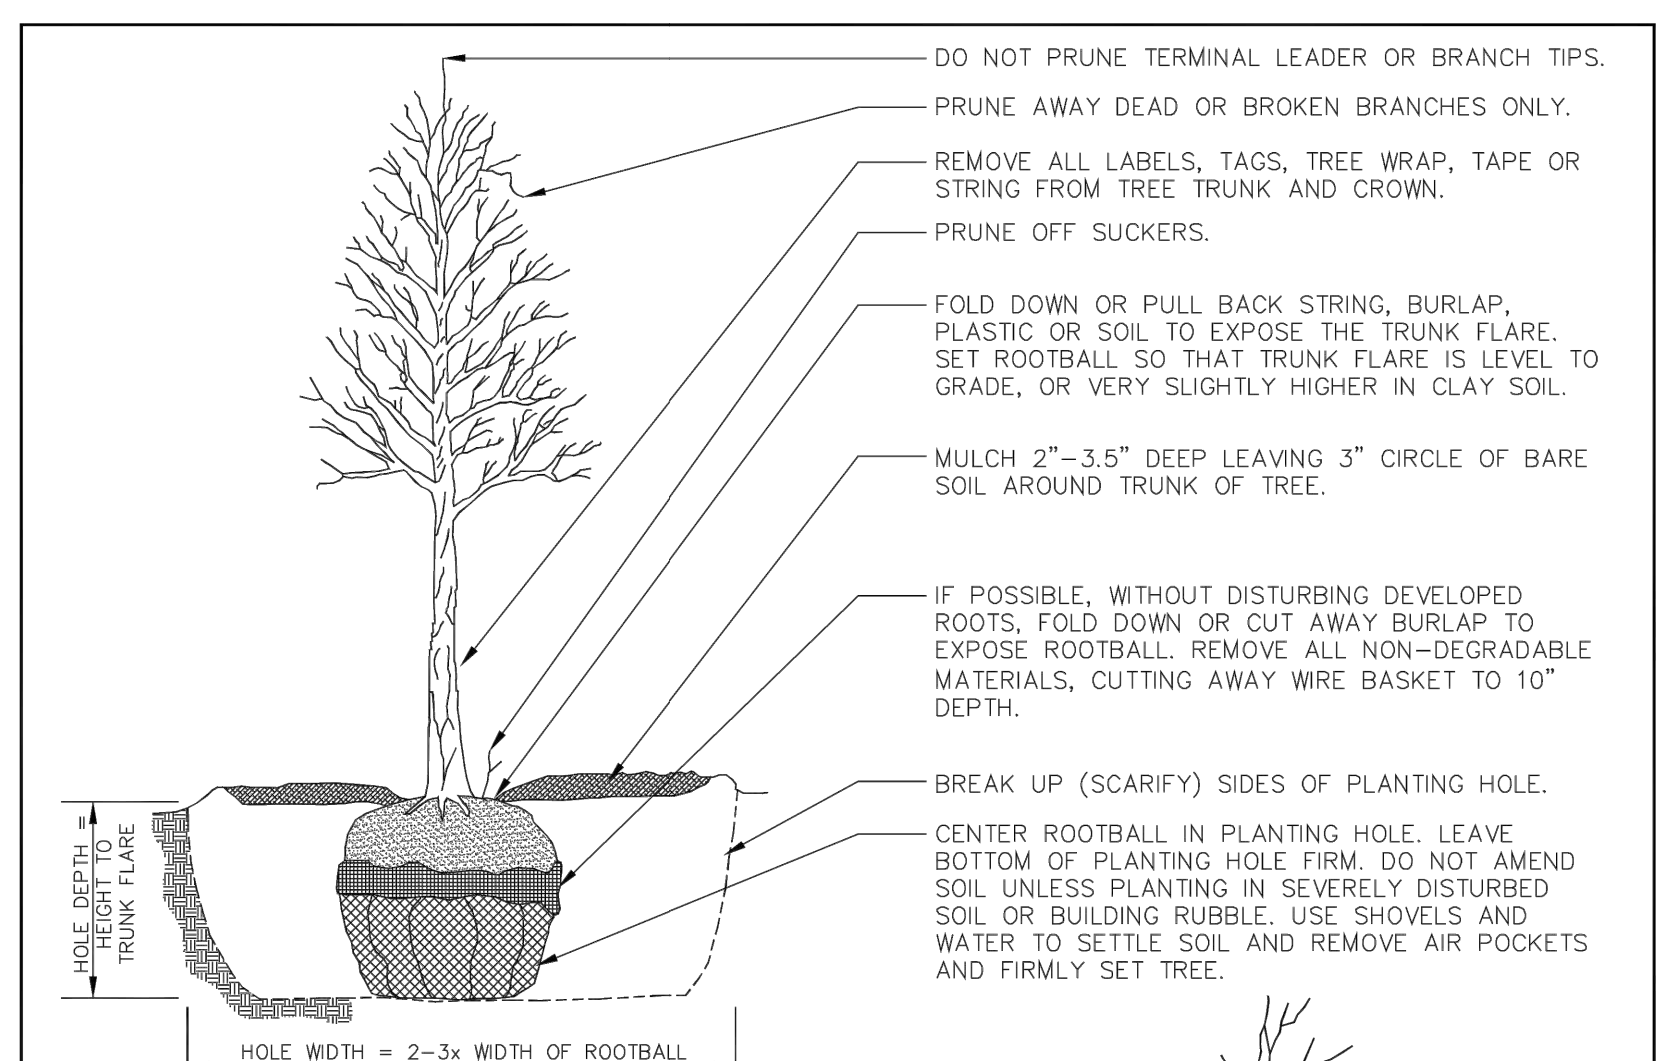 DO NOT PRUNE TERMINAL LEADER OR BRANCH TIPS.
PRUNE AWAY DEAD OR BROKEN BRANCHES ONLY.
REMOVE ALL LABELS, TAGS, TREE WRAP, TAPE OR
STRING FROM TREE TRUNK AND CROWN.
PRUNE OFF SUCKERS.
FOLD DOWN OR PULL BACK STRING, BURLAP,
PLASTIC OR SOIL TO EXPOSE THE TRUNK FLARE.
SET ROOTBALL SO THAT TRUNK FLARE IS LEVEL TO
GRADE, OR VERY SLIGHTLY HIGHER IN CLAY SOIL.
MULCH 2”–3.5” DEEP LEAVING 3” CIRCLE OF BARE
SOIL AROUND TRUNK OF TREE.
IF POSSIBLE, WITHOUT DISTURBING DEVELOPED
ROOTS, FOLD DOWN OR CUT AWAY BURLAP TO
EXPOSE ROOTBALL. REMOVE ALL NON–DEGRADABLE
MATERIALS, CUTTING AWAY WIRE BASKET TO 10”
DEPTH.
BREAK UP (SCARIFY) SIDES OF PLANTING HOLE.
CENTER ROOTBALL IN PLANTING HOLE. LEAVE
BOTTOM OF PLANTING HOLE FIRM. DO NOT AMEND
SOIL UNLESS PLANTING IN SEVERELY DISTURBED
SOIL OR BUILDING RUBBLE. USE SHOVELS AND
WATER TO SETTLE SOIL AND REMOVE AIR POCKETS
AND FIRMLY SET TREE.
HOLE DEPTH =
HEIGHT TO
TRUNK FLARE
HOLE WIDTH = 2–3x WIDTH OF ROOTBALL